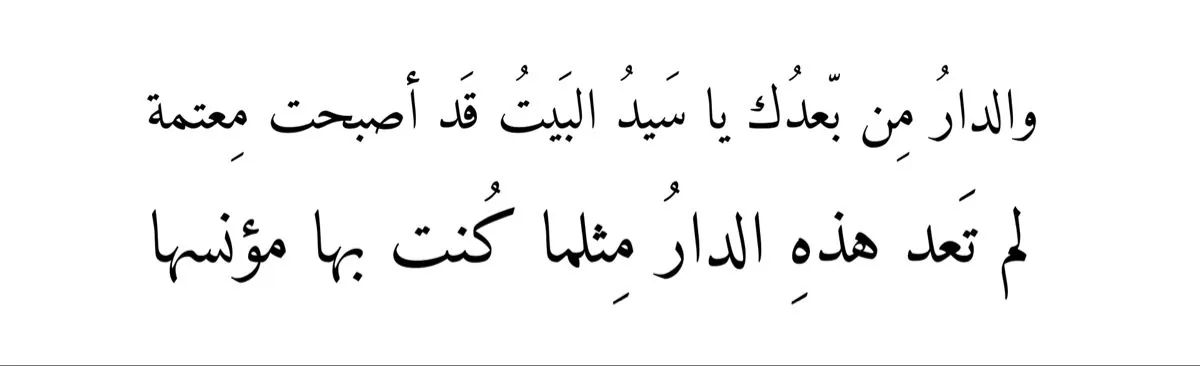 والدارُ مِن بّعدُك يا سَيدُ البَيتُ قَد أصبحت مِعتمة
لم تَعد هذهِ الدارُ مِثلما كُنت بها مؤنسها